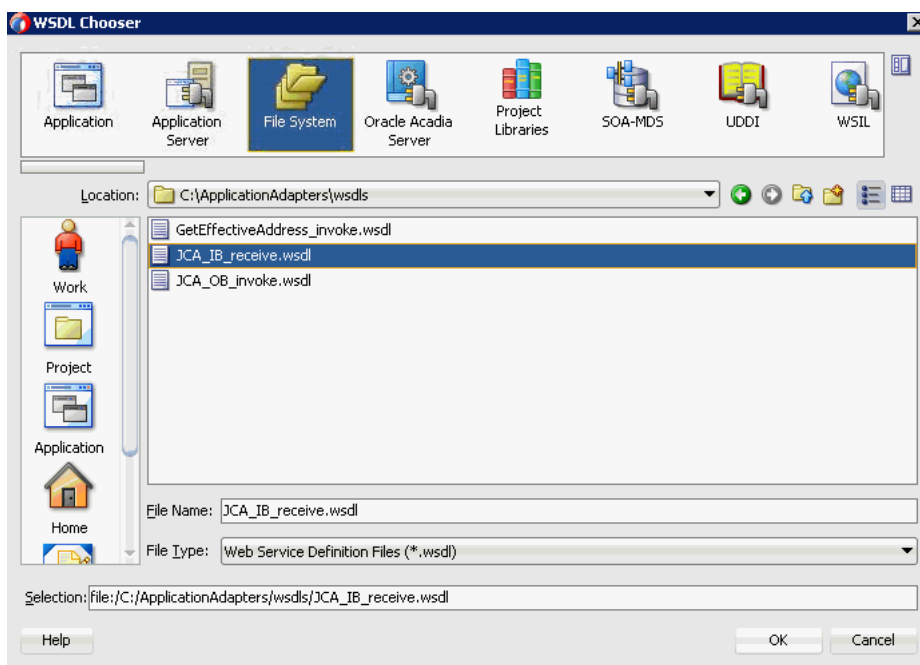 WSDL Chooser
Application
Application Server
File System
Oracle Acadia Server
Project Libraries
SOA-MDS
UDDI
WSIL
Location: C:\ApplicationAdapters\wsdls
Work
Project
Application
Home
GetEffectiveAddress_invoke.wsdl
JCA_IB_receive.wsdl
JCA_OB_invoke.wsdl
File Name: JCA_IB_receive.wsdl
File Type: Web Service Definition Files (*.wsdl)
Selection: file:/C:/ApplicationAdapters/wsdls/JCA_IB_receive.wsdl
Help
OK
Cancel